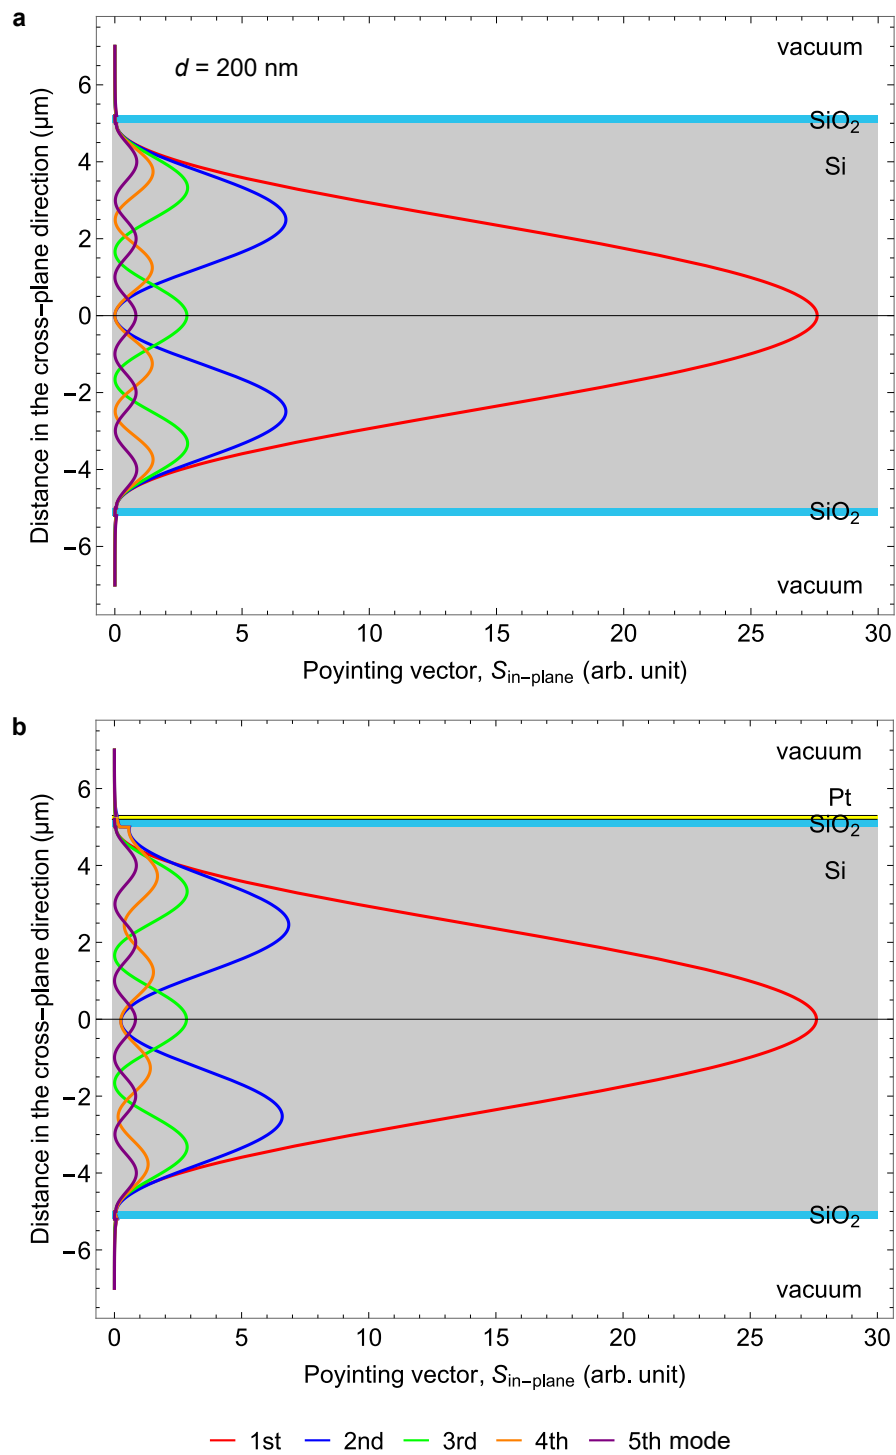 a
d = 200 nm
vacuum
SiO₂
Si
SiO₂
vacuum
6
4
2
0
−2
−4
−6
Distance in the cross−plane direction (μm)
0 5 10 15 20 25 30
Poyinting vector, S in−plane (arb. unit)
b
vacuum
Pt
SiO₂
Si
SiO₂
vacuum
6
4
2
0
−2
−4
−6
Distance in the cross−plane direction (μm)
0 5 10 15 20 25 30
Poyinting vector, S in−plane (arb. unit)
1st 2nd 3rd 4th 5th mode